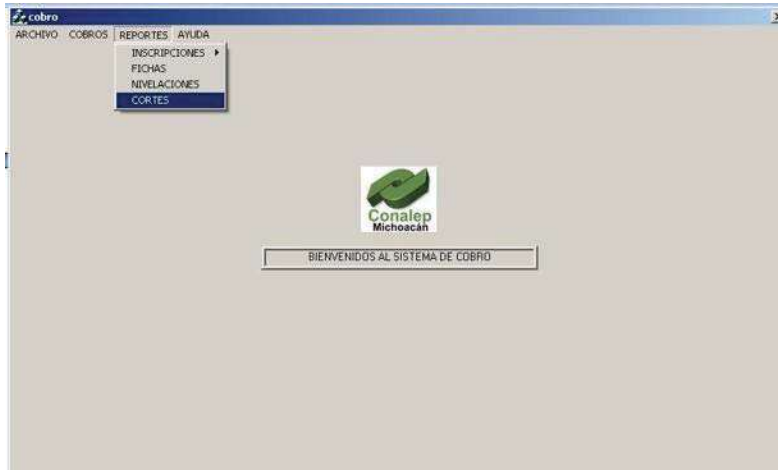 cobro
ARCHIVO COBROS REPORTES AYUDA
INSCRIPCIONES
FICHAS
NIVELACIONES
CORTES
Conalep
Michoacán
BIENVENIDOS AL SISTEMA DE COBRO